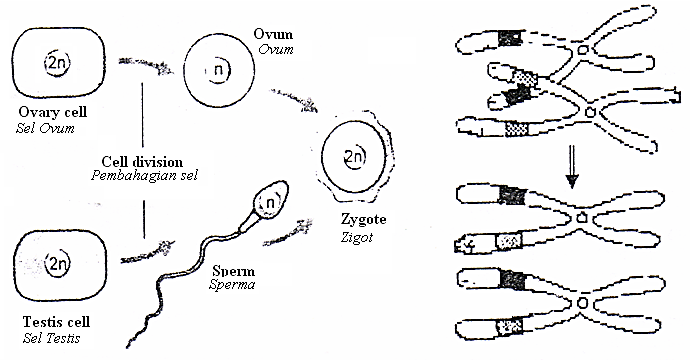 Ovum
Ovum
2n
n
Ovary cell
Sel Ovum
2n
Cell division
Pembahagian sel
n
Zygote
Zigot
2n
Sperm
Sperma
Testis cell
Sel Testis